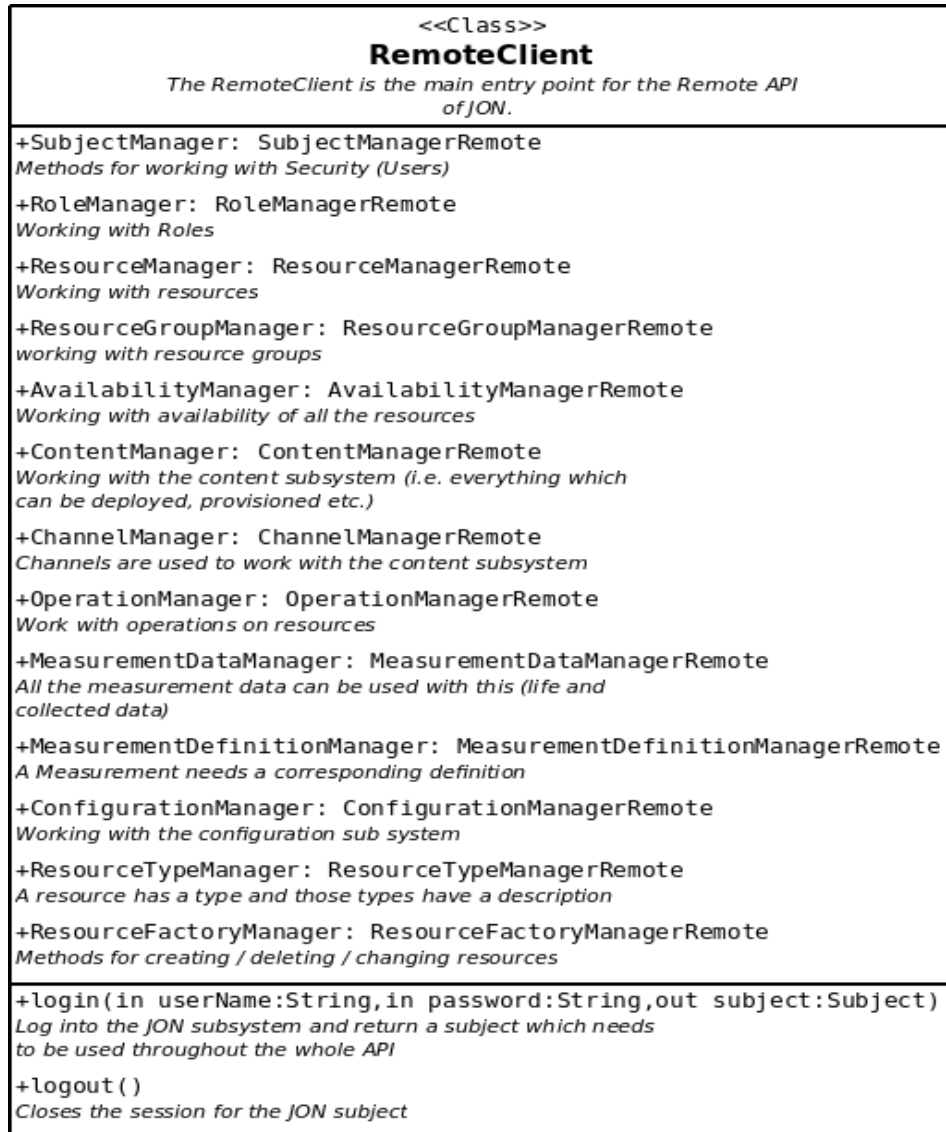 <<Class>>
RemoteClient
The RemoteClient is the main entry point for the Remote API
of JON.
+SubjectManager: SubjectManagerRemote
Methods for working with Security (Users)
+RoleManager: RoleManagerRemote
Working with Roles
+ResourceManager: ResourceManagerRemote
Working with resources
+ResourceGroupManager: ResourceGroupManagerRemote
working with resource groups
+AvailabilityManager: AvailabilityManagerRemote
Working with availability of all the resources
+ContentManager: ContentManagerRemote
Working with the content subsystem (i.e. everything which
can be deployed, provisioned etc.)
+ChannelManager: ChannelManagerRemote
Channels are used to work with the content subsystem
+OperationManager: OperationManagerRemote
Work with operations on resources
+MeasurementDataManager: MeasurementDataManagerRemote
All the measurement data can be used with this (life and
collected data)
+MeasurementDefinitionManager: MeasurementDefinitionManagerRemote
A Measurement needs a corresponding definition
+ConfigurationManager: ConfigurationManagerRemote
Working with the configuration sub system
+ResourceTypeManager: ResourceTypeManagerRemote
A resource has a type and those types have a description
+ResourceFactoryManager: ResourceFactoryManagerRemote
Methods for creating / deleting / changing resources
+login(in userName:String,in password:String,out subject:Subject)
Log into the JON subsystem and return a subject which needs
to be used throughout the whole API
+logout()
Closes the session for the JON subject